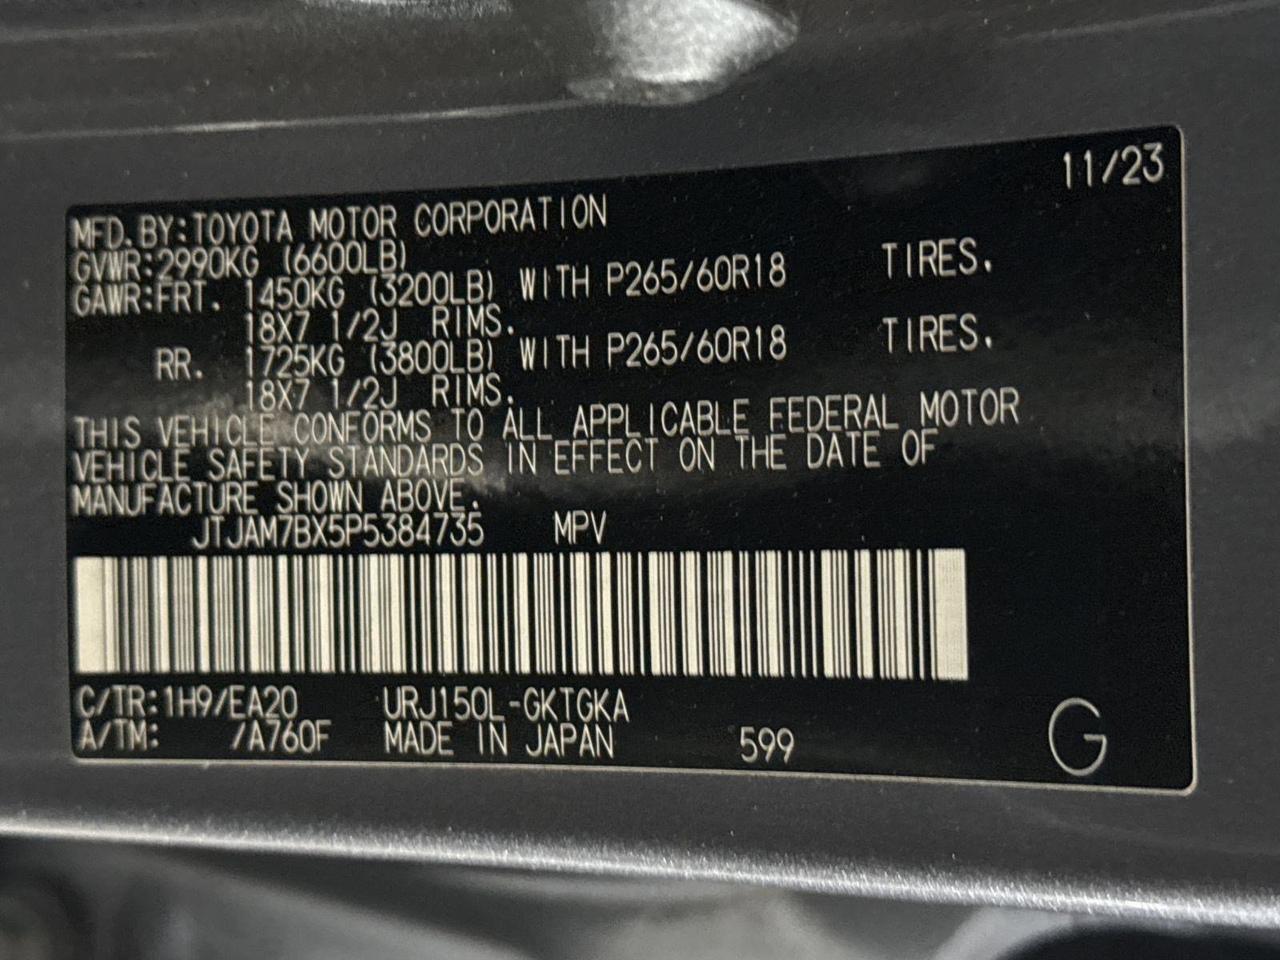 11/23
MFD. BY: TOYOTA MOTOR CORPORATION
GVWR: 2990KG (6600LB)
GAWR: FRT. 1450KG (3200LB) WITH P265/60R18 TIRES.
18X7 1/2J RIMS.
RR. 1725KG (3800LB) WITH P265/60R18 TIRES.
18X7 1/2J RIMS.
THIS VEHICLE CONFORMS TO ALL APPLICABLE FEDERAL MOTOR
VEHICLE SAFETY STANDARDS IN EFFECT ON THE DATE OF
MANUFACTURE SHOWN ABOVE.
JTJAM7BX5P5384735 MPV
C/TR: 1H9/EA20 URJ150L-GKTGKA
A/TM: /A760F MADE IN JAPAN 599 G